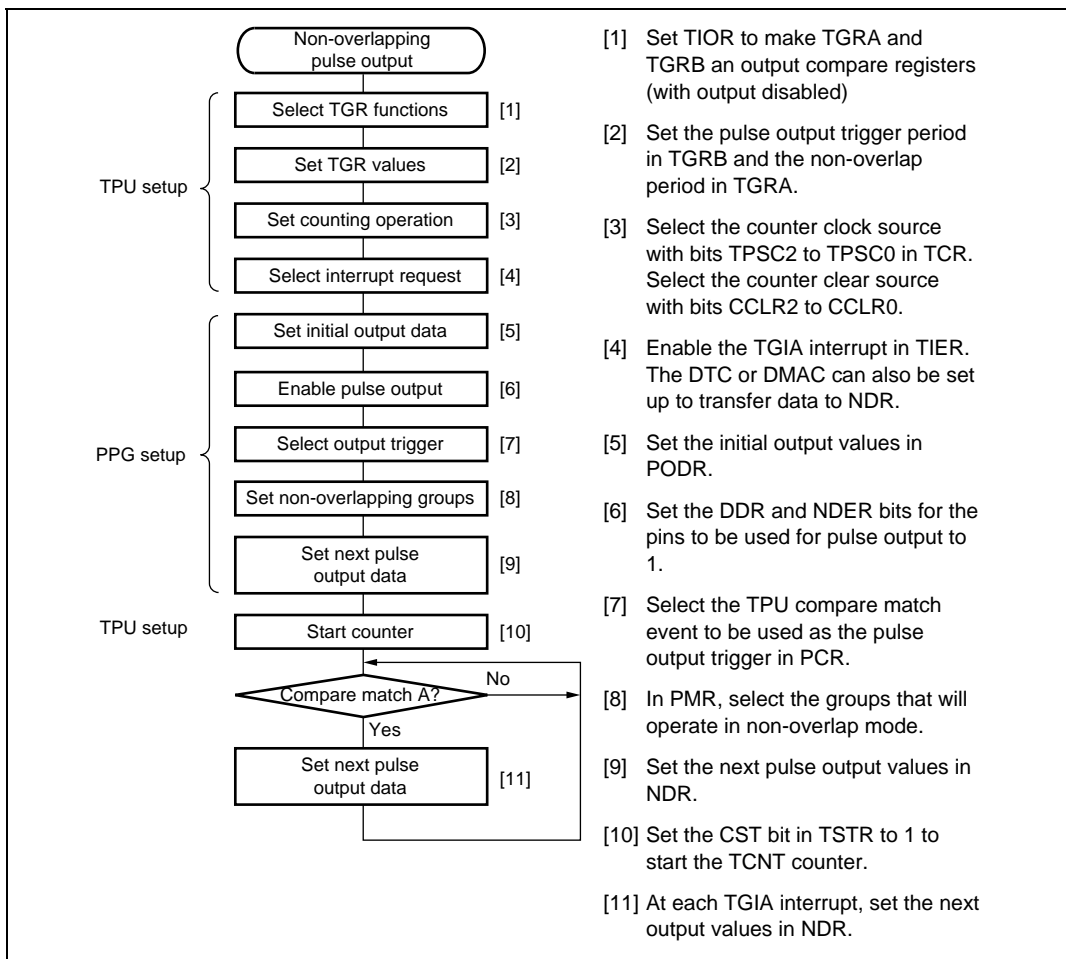 Non-overlapping
pulse output
Select TGR functions [1]
Set TGR values [2]
TPU setup
Set counting operation [3]
Select interrupt request [4]
Set initial output data [5]
Enable pulse output [6]
Select output trigger [7]
PPG setup
Set non-overlapping groups [8]
Set next pulse
output data
[9]
TPU setup
Start counter [10]
Compare match A?
No
Yes
Set next pulse
output data
[11]
[1] Set TIOR to make TGRA and
TGRB an output compare registers
(with output disabled)
[2] Set the pulse output trigger period
in TGRB and the non-overlap
period in TGRA.
[3] Select the counter clock source
with bits TPSC2 to TPSC0 in TCR.
Select the counter clear source
with bits CCLR2 to CCLR0.
[4] Enable the TGIA interrupt in TIER.
The DTC or DMAC can also be set
up to transfer data to NDR.
[5] Set the initial output values in
PODR.
[6] Set the DDR and NDER bits for the
pins to be used for pulse output to
1.
[7] Select the TPU compare match
event to be used as the pulse
output trigger in PCR.
[8] In PMR, select the groups that will
operate in non-overlap mode.
[9] Set the next pulse output values in
NDR.
[10] Set the CST bit in TSTR to 1 to
start the TCNT counter.
[11] At each TGIA interrupt, set the next
output values in NDR.